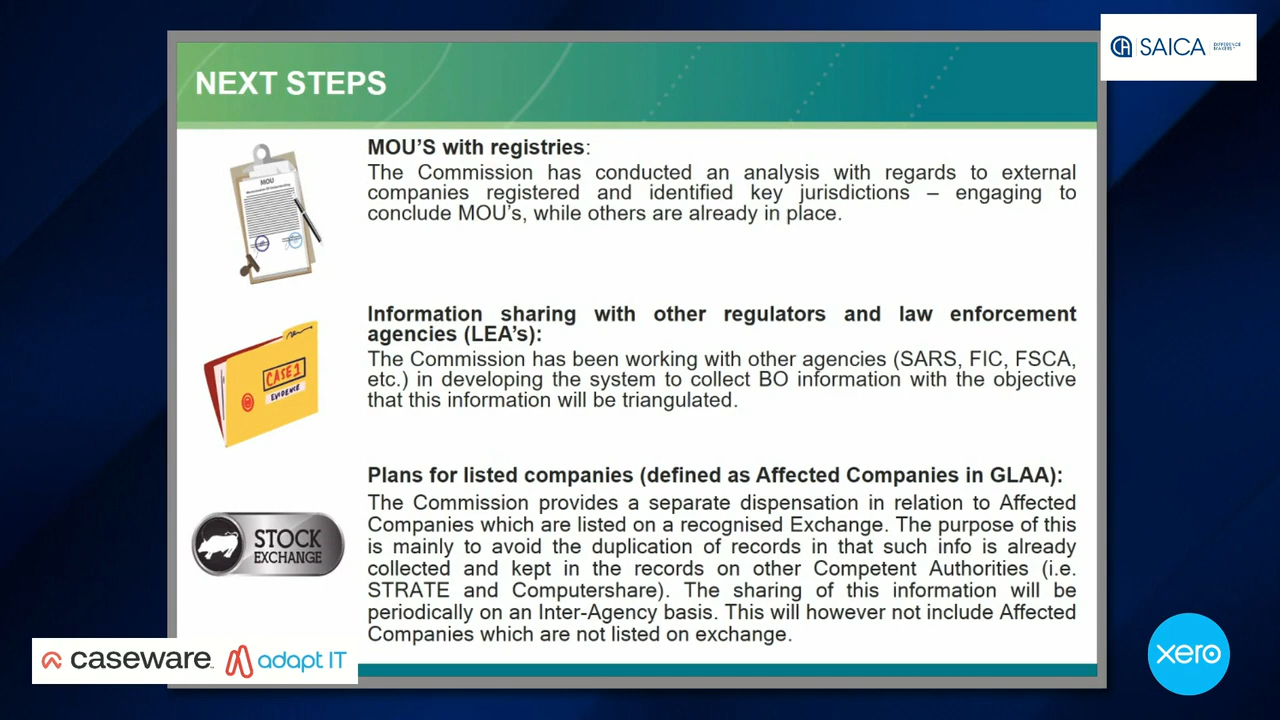 CA SAICA DIFFERENCE MAKERS
NEXT STEPS
MOU
MOU'S with registries:
The Commission has conducted an analysis with regards to external
companies registered and identified key jurisdictions – engaging to
conclude MOU's, while others are already in place.
CASE 1
EVIDENCE
Information sharing with other regulators and law enforcement
agencies (LEA's):
The Commission has been working with other agencies (SARS, FIC, FSCA,
etc.) in developing the system to collect BO information with the objective
that this information will be triangulated.
STOCK
EXCHANGE
Plans for listed companies (defined as Affected Companies in GLAA):
The Commission provides a separate dispensation in relation to Affected
Companies which are listed on a recognised Exchange. The purpose of this
is mainly to avoid the duplication of records in that such info is already
collected and kept in the records on other Competent Authorities (i.e.
STRATE and Computershare). The sharing of this information will be
periodically on an Inter-Agency basis. This will however not include Affected
Companies which are not listed on exchange.
caseware adapt IT
xero